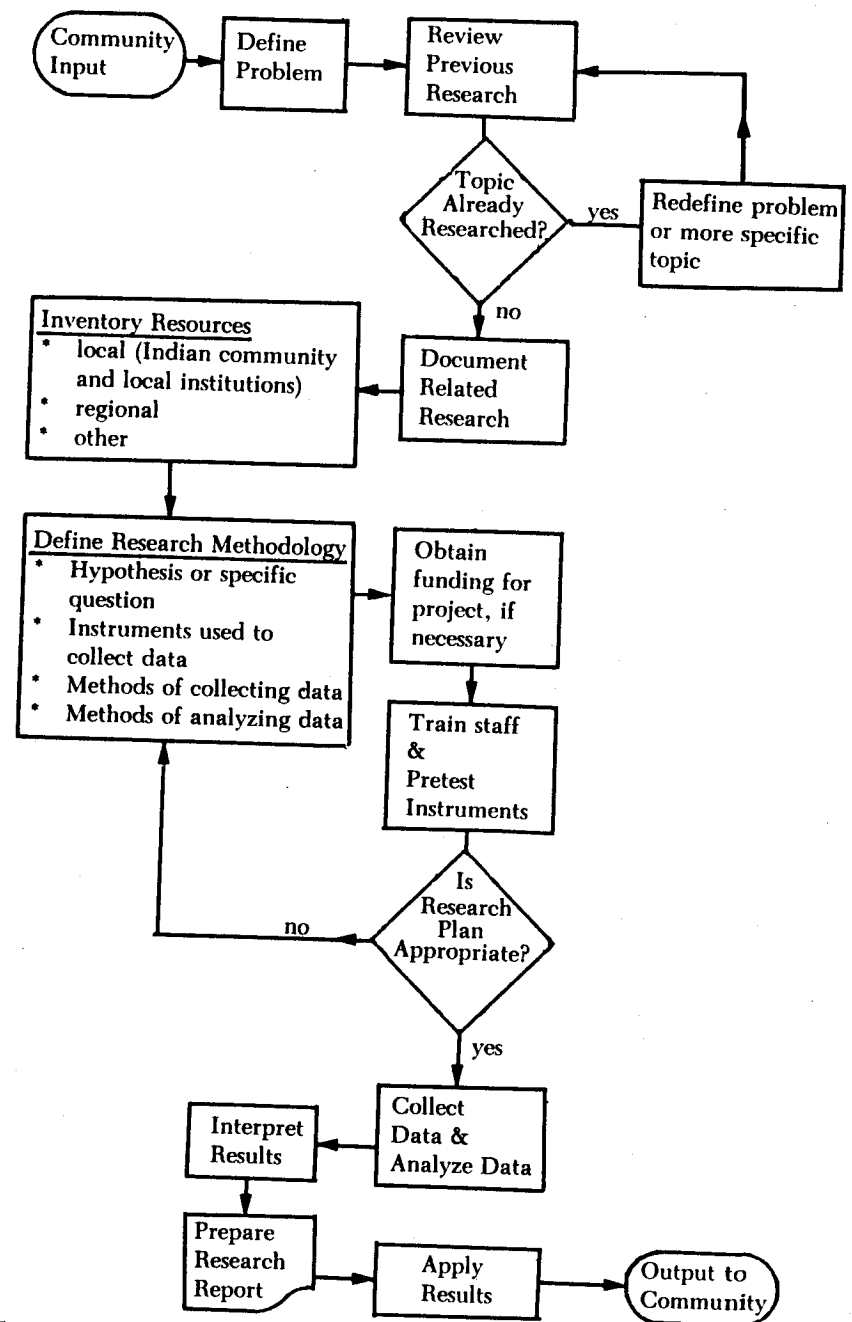 Community
Input
Define
Problem
Review
Previous
Research
Topic
Already
Researched?
yes
Redefine problem
or more specific
topic
no
Document
Related
Research
Inventory Resources
* local (Indian community
and local institutions)
* regional
* other
Define Research Methodology
* Hypothesis or specific
question
* Instruments used to
collect data
* Methods of collecting data
* Methods of analyzing data
Obtain
funding for
project, if
necessary
Train staff
&
Pretest
Instruments
Is
Research
Plan
Appropriate?
no
yes
Collect
Data &
Analyze Data
Interpret
Results
Prepare
Research
Report
Apply
Results
Output to
Community